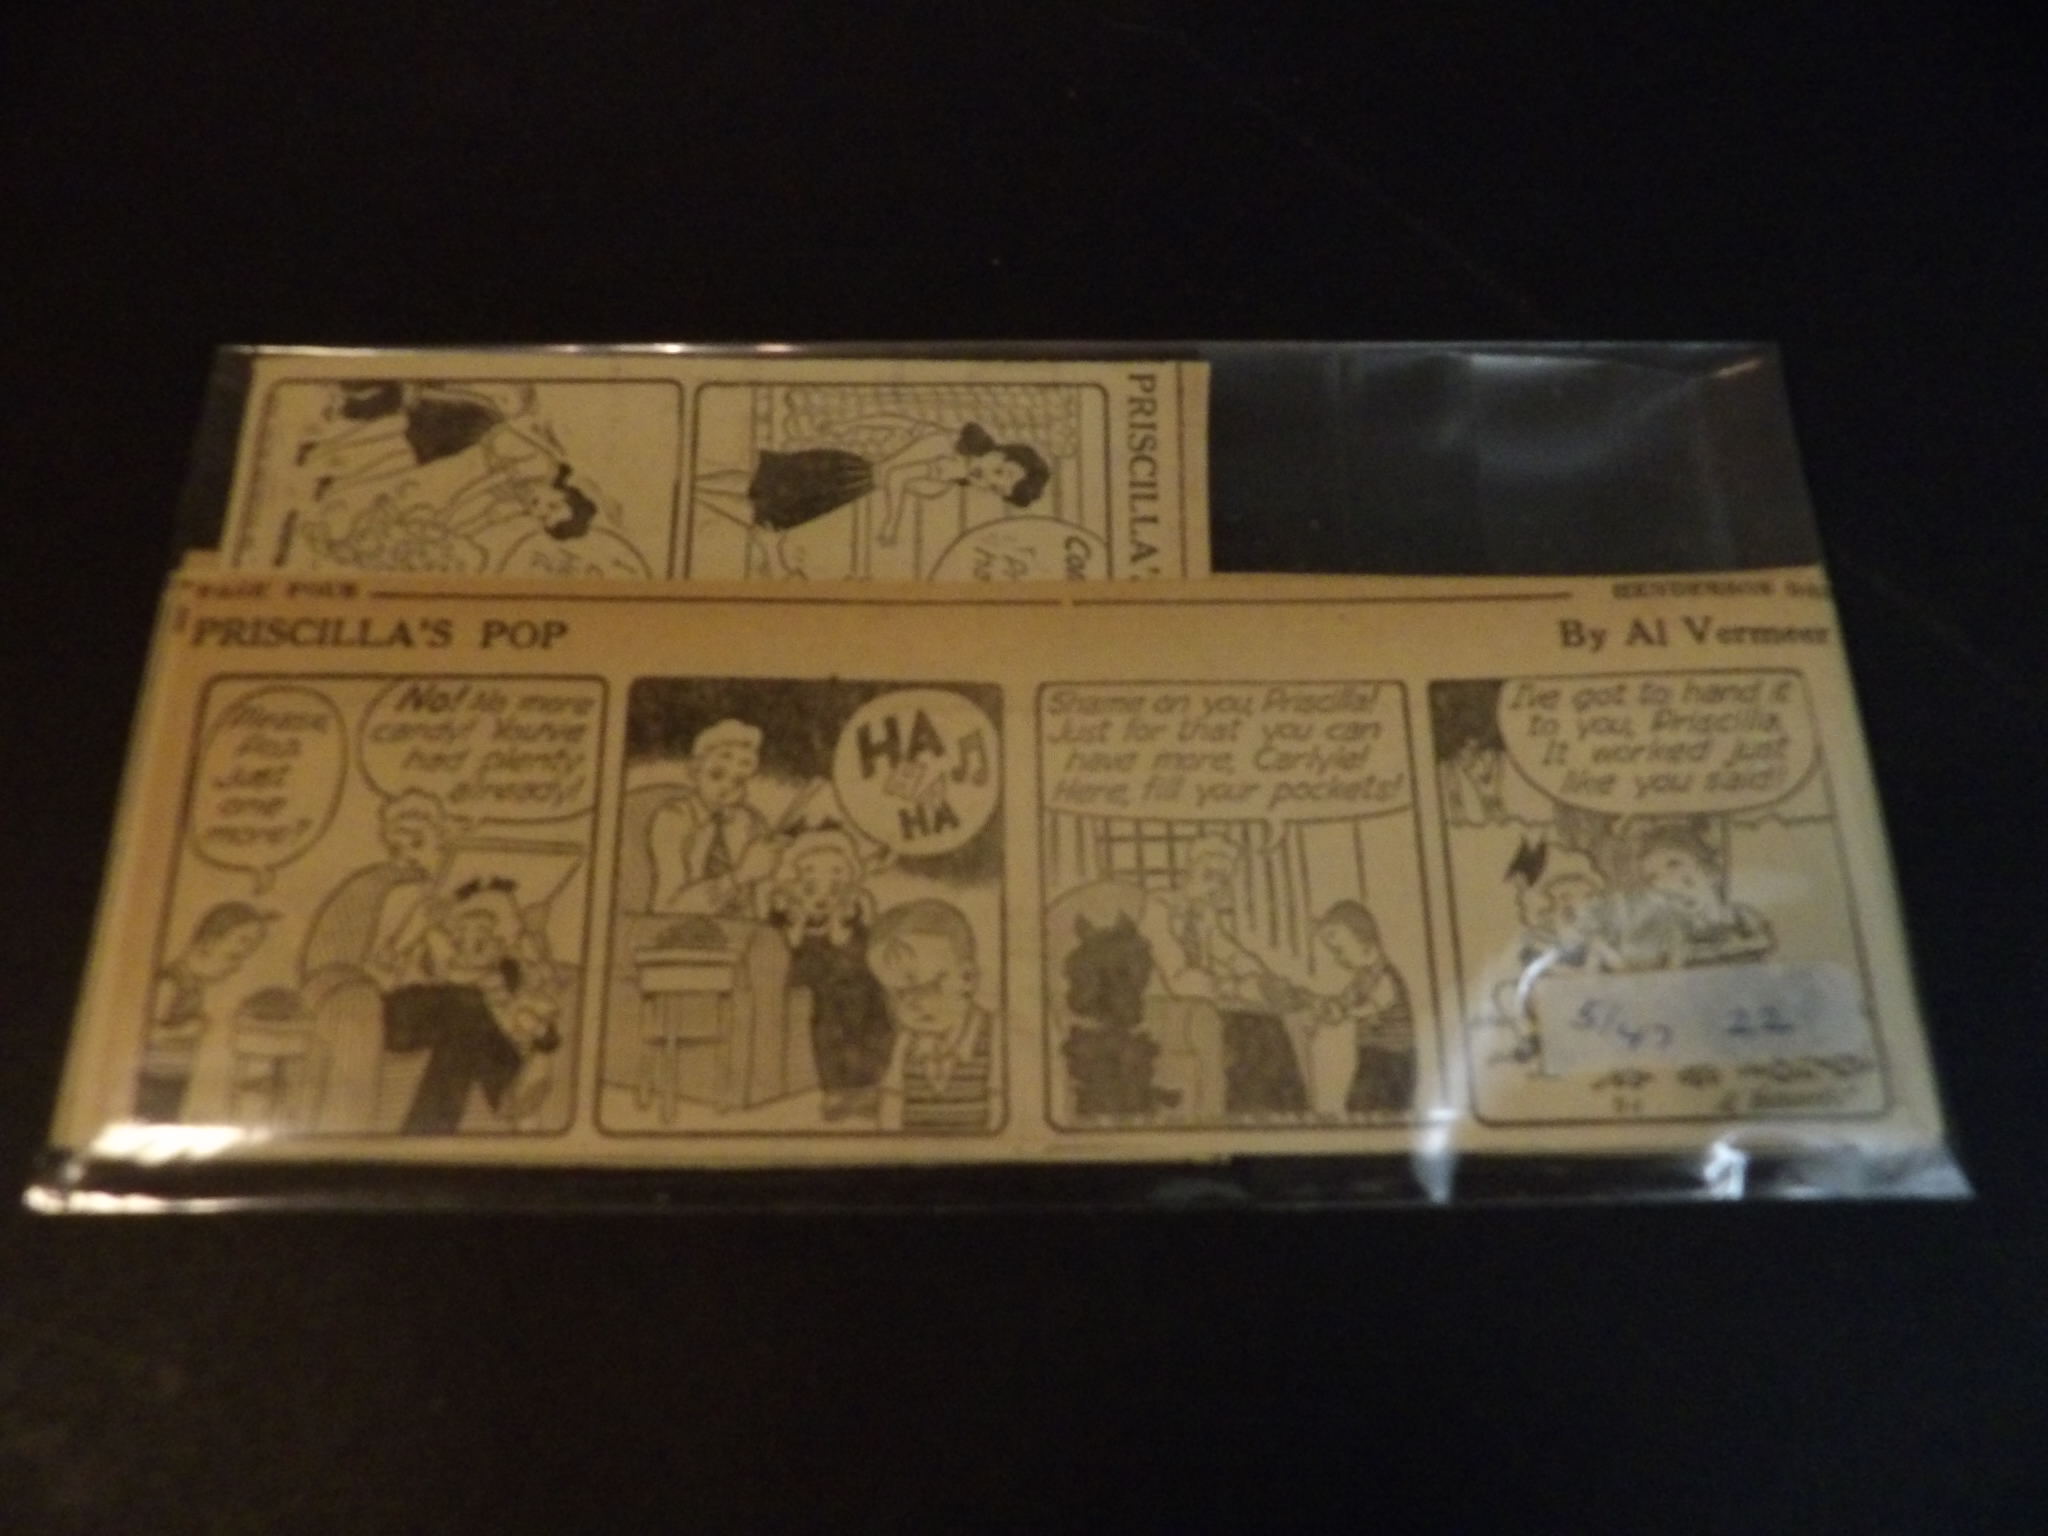 PRISCILLA'S
PAGE FOUR
HENDERSON
PRISCILLA'S POP
By Al Vermeer
Please,
Pop,
Just
one
more?
No! No more
candy! You've
had plenty
already!
HA
HA
Shame on you, Priscilla!
Just for that you can
have more, Carlyle!
Here, fill your pockets!
I've got to hand it
to you, Priscilla.
It worked just
like you said!
5/47 22